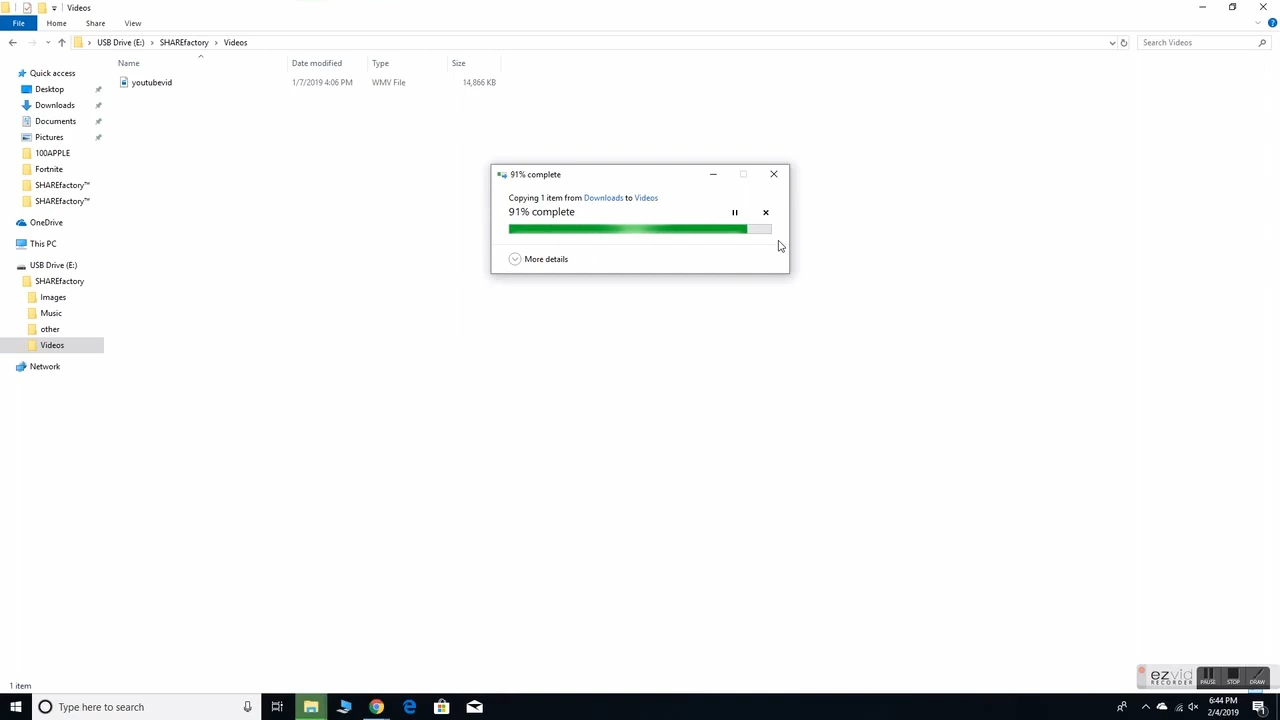 Videos
File Home Share View
USB Drive (E:) SHAREfactory Videos
Search Videos
Name Date modified Type Size
youtubevid 1/7/2019 4:06 PM WMV File 14,866 KB
Quick access
Desktop
Downloads
Documents
Pictures
100APPLE
Fortnite
SHAREfactory™
SHAREfactory™
OneDrive
This PC
USB Drive (E:)
SHAREfactory
Images
Music
other
Videos
Network
91% complete
Copying 1 item from Downloads to Videos
91% complete
More details
1 item
ezvid
RECORDER
PAUSE STOP DRAW
Type here to search
6:44 PM
2/4/2019
1